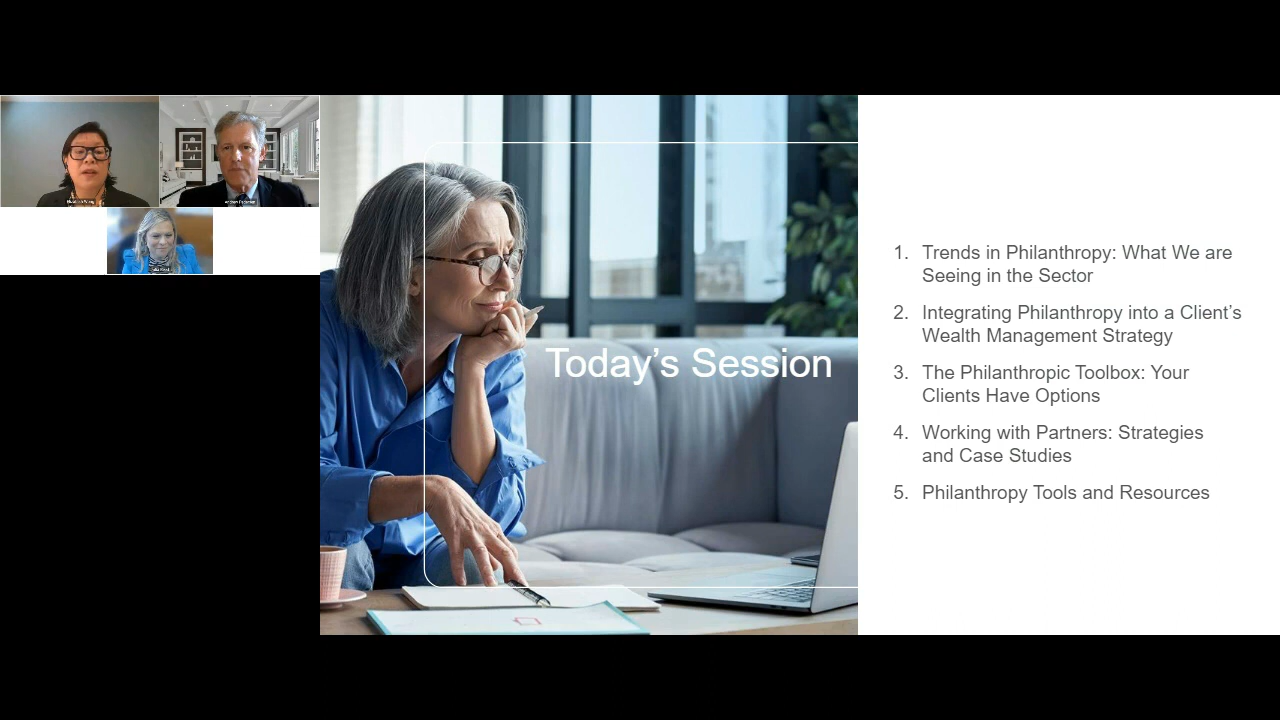 Today's Session
1. Trends in Philanthropy: What We are
Seeing in the Sector
2. Integrating Philanthropy into a Client's
Wealth Management Strategy
3. The Philanthropic Toolbox: Your
Clients Have Options
4. Working with Partners: Strategies
and Case Studies
5. Philanthropy Tools and Resources